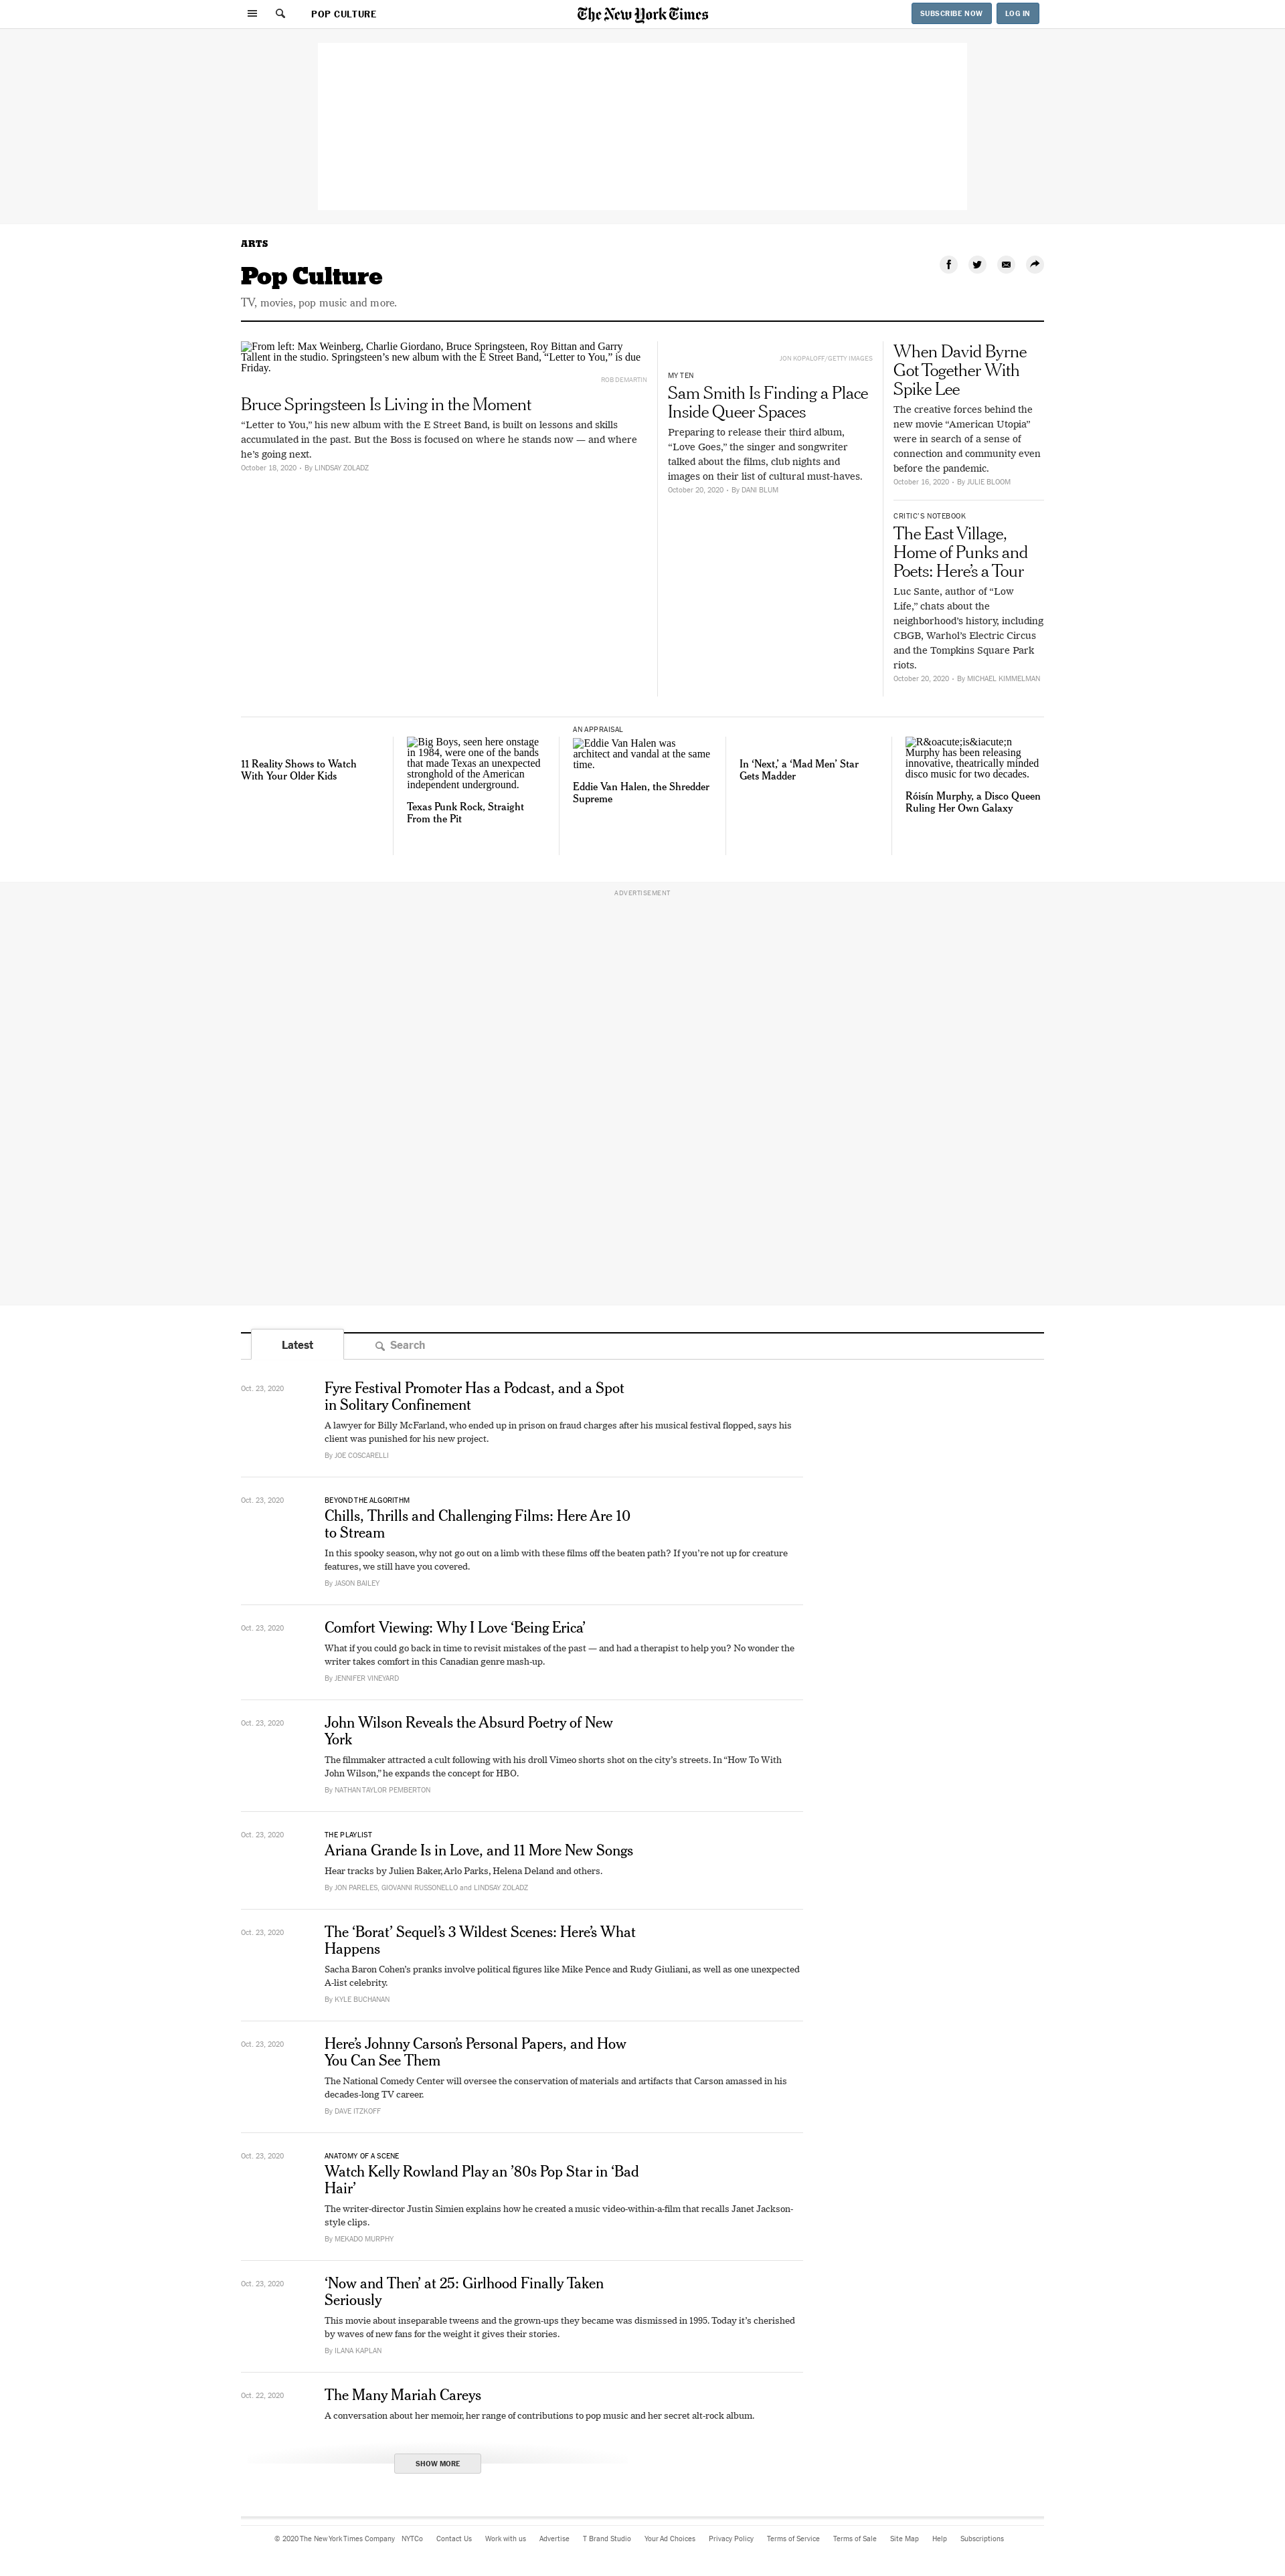 POP CULTURE
The New York Times
SUBSCRIBE NOW
LOG IN
ARTS
Pop Culture
TV, movies, pop music and more.
From left: Max Weinberg, Charlie Giordano, Bruce Springsteen, Roy Bittan and Garry
Tallent in the studio. Springsteen’s new album with the E Street Band, “Letter to You,” is due
Friday.
ROB DEMARTIN
Bruce Springsteen Is Living in the Moment
“Letter to You,” his new album with the E Street Band, is built on lessons and skills
accumulated in the past. But the Boss is focused on where he stands now — and where
he’s going next.
October 18, 2020 • By LINDSAY ZOLADZ
JON KOPALOFF/GETTY IMAGES
MY TEN
Sam Smith Is Finding a Place
Inside Queer Spaces
Preparing to release their third album,
“Love Goes,” the singer and songwriter
talked about the films, club nights and
images on their list of cultural must-haves.
October 20, 2020 • By DANI BLUM
When David Byrne
Got Together With
Spike Lee
The creative forces behind the
new movie “American Utopia”
were in search of a sense of
connection and community even
before the pandemic.
October 16, 2020 • By JULIE BLOOM
CRITIC’S NOTEBOOK
The East Village,
Home of Punks and
Poets: Here’s a Tour
Luc Sante, author of “Low
Life,” chats about the
neighborhood’s history, including
CBGB, Warhol’s Electric Circus
and the Tompkins Square Park
riots.
October 20, 2020 • By MICHAEL KIMMELMAN
11 Reality Shows to Watch
With Your Older Kids
Big Boys, seen here onstage
in 1984, were one of the bands
that made Texas an unexpected
stronghold of the American
independent underground.
Texas Punk Rock, Straight
From the Pit
AN APPRAISAL
Eddie Van Halen was
architect and vandal at the same
time.
Eddie Van Halen, the Shredder
Supreme
In ‘Next,’ a ‘Mad Men’ Star
Gets Madder
R&oacute;is&iacute;n
Murphy has been releasing
innovative, theatrically minded
disco music for two decades.
Róisín Murphy, a Disco Queen
Ruling Her Own Galaxy
ADVERTISEMENT
Latest
Search
Oct. 23, 2020
Fyre Festival Promoter Has a Podcast, and a Spot
in Solitary Confinement
A lawyer for Billy McFarland, who ended up in prison on fraud charges after his musical festival flopped, says his
client was punished for his new project.
By JOE COSCARELLI
Oct. 23, 2020
BEYOND THE ALGORITHM
Chills, Thrills and Challenging Films: Here Are 10
to Stream
In this spooky season, why not go out on a limb with these films off the beaten path? If you’re not up for creature
features, we still have you covered.
By JASON BAILEY
Oct. 23, 2020
Comfort Viewing: Why I Love ‘Being Erica’
What if you could go back in time to revisit mistakes of the past — and had a therapist to help you? No wonder the
writer takes comfort in this Canadian genre mash-up.
By JENNIFER VINEYARD
Oct. 23, 2020
John Wilson Reveals the Absurd Poetry of New
York
The filmmaker attracted a cult following with his droll Vimeo shorts shot on the city’s streets. In “How To With
John Wilson,” he expands the concept for HBO.
By NATHAN TAYLOR PEMBERTON
Oct. 23, 2020
THE PLAYLIST
Ariana Grande Is in Love, and 11 More New Songs
Hear tracks by Julien Baker, Arlo Parks, Helena Deland and others.
By JON PARELES, GIOVANNI RUSSONELLO and LINDSAY ZOLADZ
Oct. 23, 2020
The ‘Borat’ Sequel’s 3 Wildest Scenes: Here’s What
Happens
Sacha Baron Cohen’s pranks involve political figures like Mike Pence and Rudy Giuliani, as well as one unexpected
A-list celebrity.
By KYLE BUCHANAN
Oct. 23, 2020
Here’s Johnny Carson’s Personal Papers, and How
You Can See Them
The National Comedy Center will oversee the conservation of materials and artifacts that Carson amassed in his
decades-long TV career.
By DAVE ITZKOFF
Oct. 23, 2020
ANATOMY OF A SCENE
Watch Kelly Rowland Play an ’80s Pop Star in ‘Bad
Hair’
The writer-director Justin Simien explains how he created a music video-within-a-film that recalls Janet Jackson-
style clips.
By MEKADO MURPHY
Oct. 23, 2020
‘Now and Then’ at 25: Girlhood Finally Taken
Seriously
This movie about inseparable tweens and the grown-ups they became was dismissed in 1995. Today it’s cherished
by waves of new fans for the weight it gives their stories.
By ILANA KAPLAN
Oct. 22, 2020
The Many Mariah Careys
A conversation about her memoir, her range of contributions to pop music and her secret alt-rock album.
SHOW MORE
© 2020 The New York Times Company NYTCo Contact Us Work with us Advertise T Brand Studio Your Ad Choices Privacy Policy Terms of Service Terms of Sale Site Map Help Subscriptions